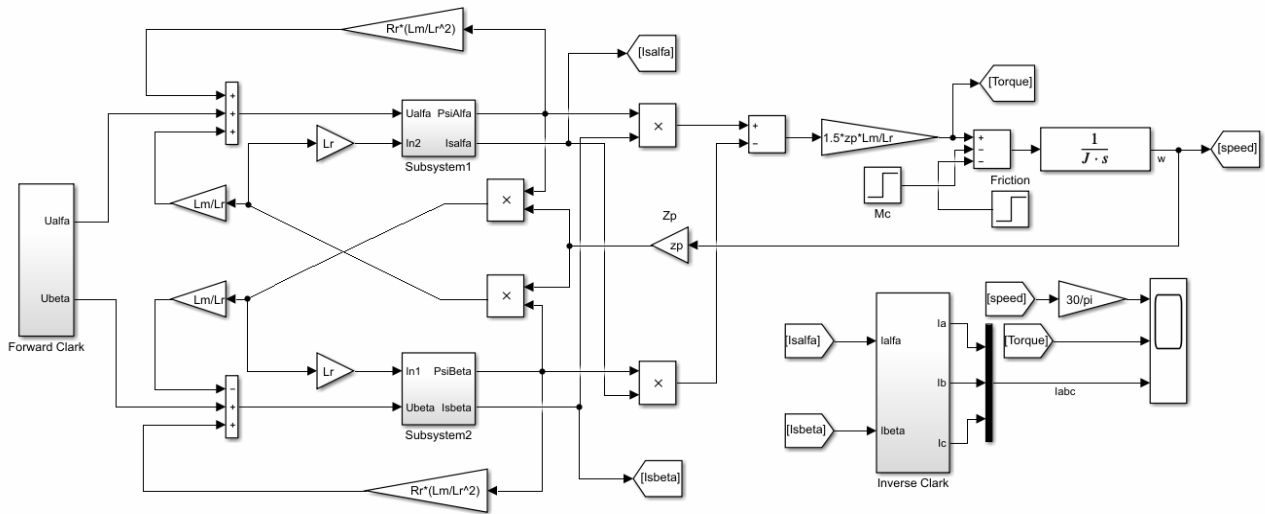 Rr*(Lm/Lr^2)
[Isalfa]
[Torque]
+
+
+
Ualfa PsiAlfa
In2 Isalfa
Subsystem1
Lr
×
+
−
1.5*zp*Lm/Lr
+
−
−
Friction
1
J · s
w
[speed]
Mc
Lm/Lr
×
Zp
zp
Ualfa
Ubeta
Forward Clark
Lm/Lr
×
Lr
In1 PsiBeta
Ubeta Isbeta
Subsystem2
×
−
+
+
Rr*(Lm/Lr^2)
[Isbeta]
[speed]
30/pi
[Torque]
[Isalfa]
[Isbeta]
Ialfa Ia
Ib
Ibeta Ic
Inverse Clark
Iabc